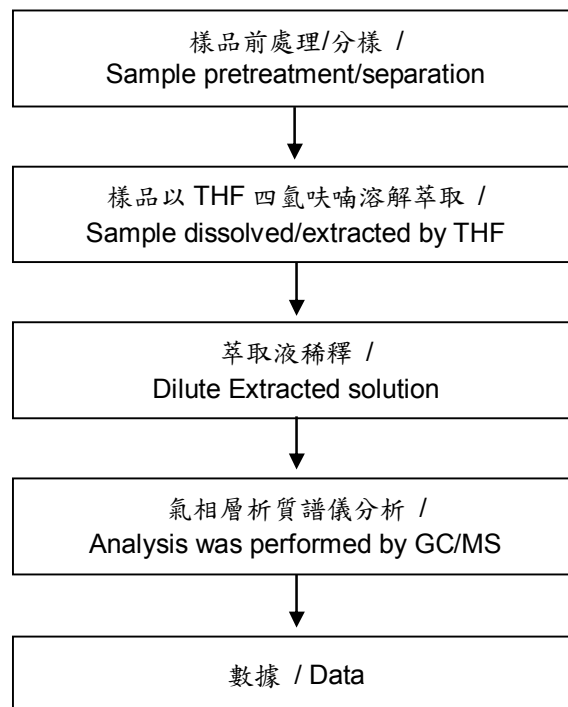 樣品前處理/分樣 /
Sample pretreatment/separation
樣品以 THF 四氫呋喃溶解萃取 /
Sample dissolved/extracted by THF
萃取液稀釋 /
Dilute Extracted solution
氣相層析質譜儀分析 /
Analysis was performed by GC/MS
數據 / Data